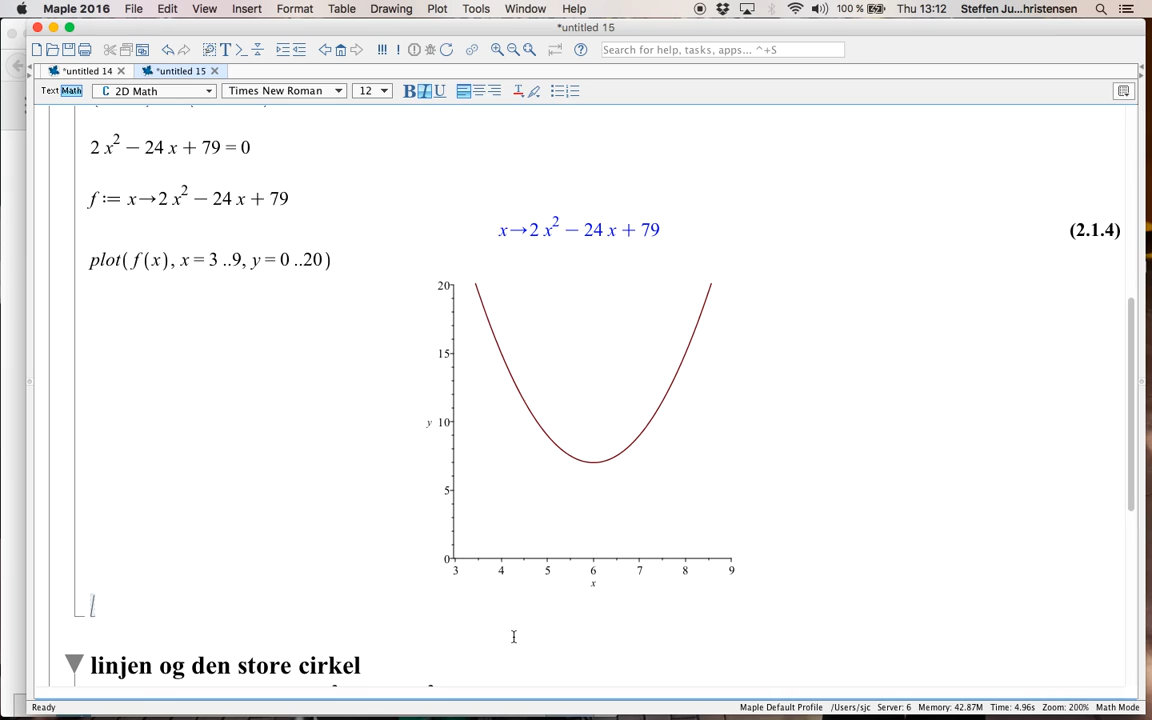 Maple 2016 File Edit View Insert Format Table Drawing Plot Tools Window Help 100 % Thu 13:12 Steffen Ju...hristensen
*untitled 15
Search for help, tasks, apps... ^+S
*untitled 14 *untitled 15
Text Math C 2D Math Times New Roman 12 B I U
2 x² − 24 x + 79 = 0
f := x→2 x² − 24 x + 79
x→2 x² − 24 x + 79 (2.1.4)
plot(f(x), x = 3 ..9, y = 0 ..20)
20
15
y 10
5
0
3 4 5 6 7 8 9
x
linjen og den store cirkel
Ready Maple Default Profile /Users/sjc Server: 6 Memory: 42.87M Time: 4.96s Zoom: 200% Math Mode